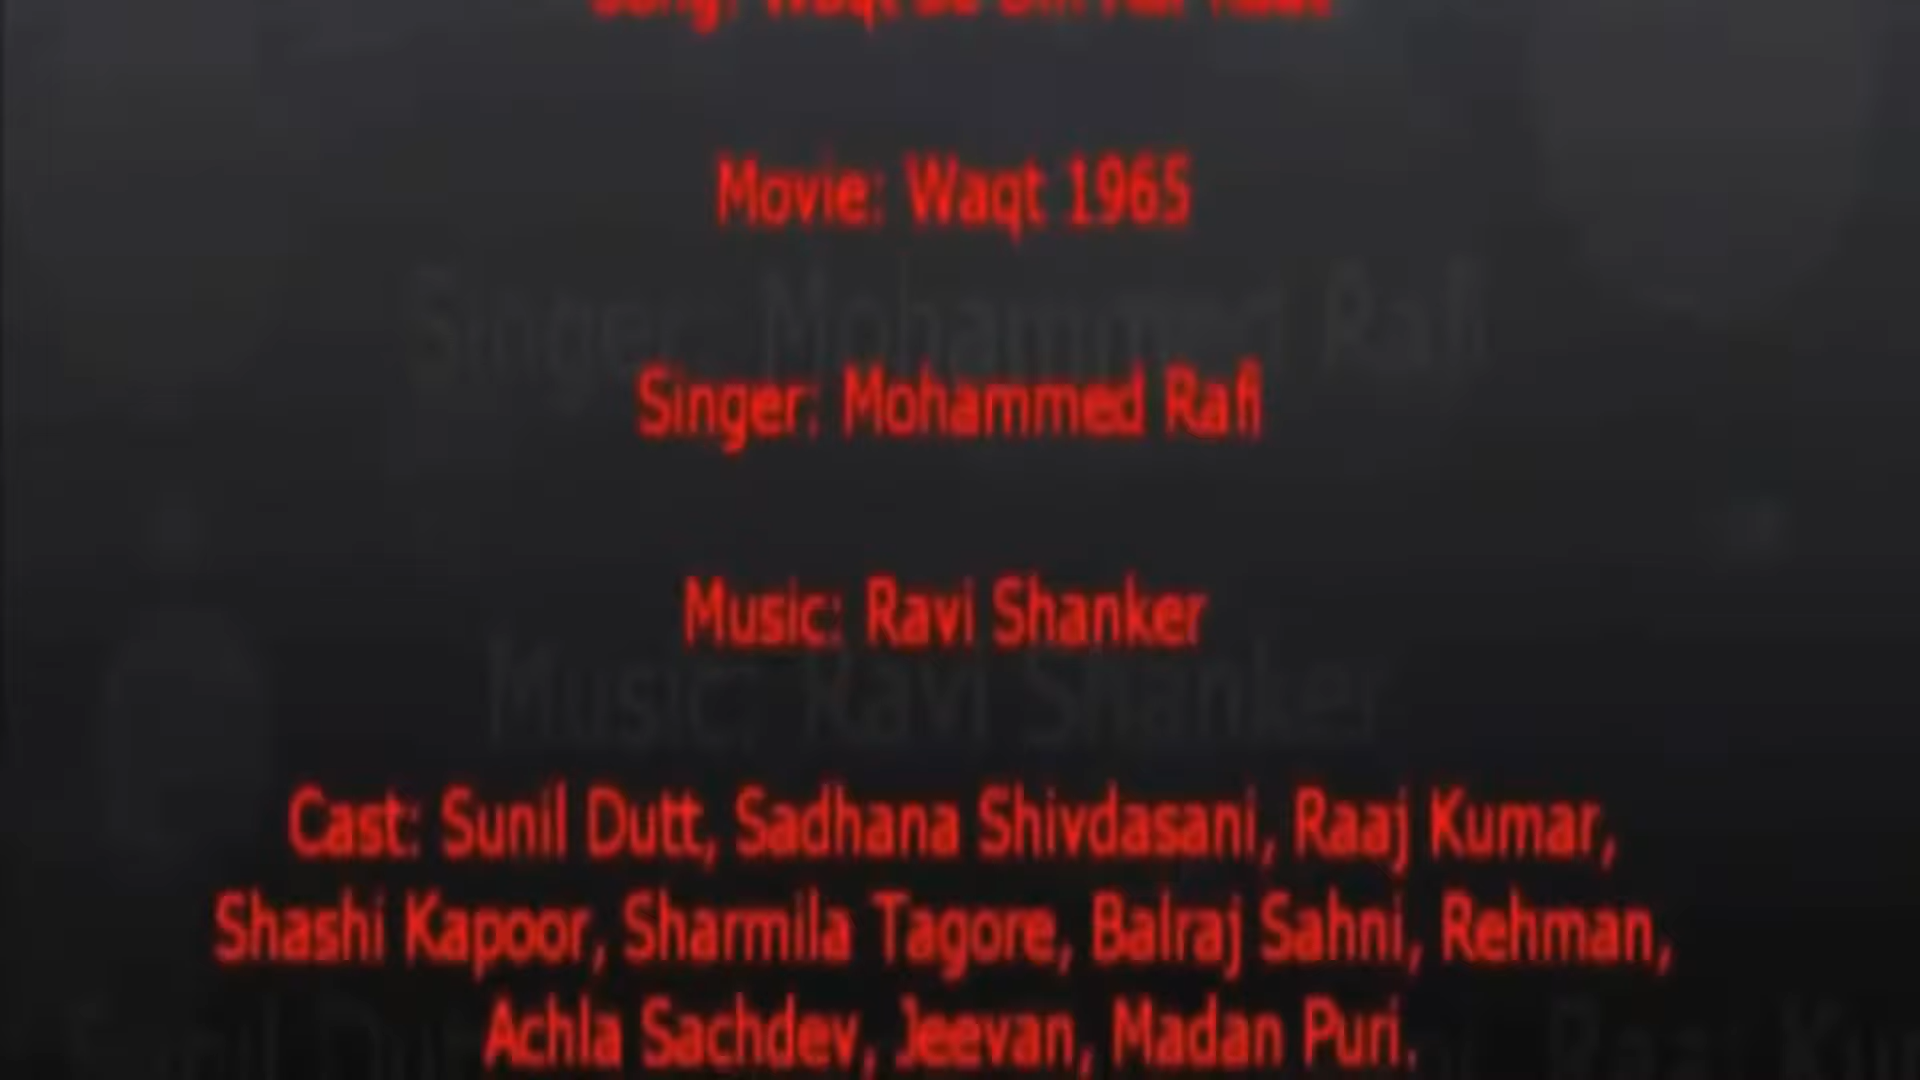 Movie: Waqt 1965
Singer: Mohammed Rafi
Music: Ravi Shanker
Cast: Sunil Dutt, Sadhana Shivdasani, Raaj Kumar,
Shashi Kapoor, Sharmila Tagore, Balraj Sahni, Rehman,
Achla Sachdev, Jeevan, Madan Puri.